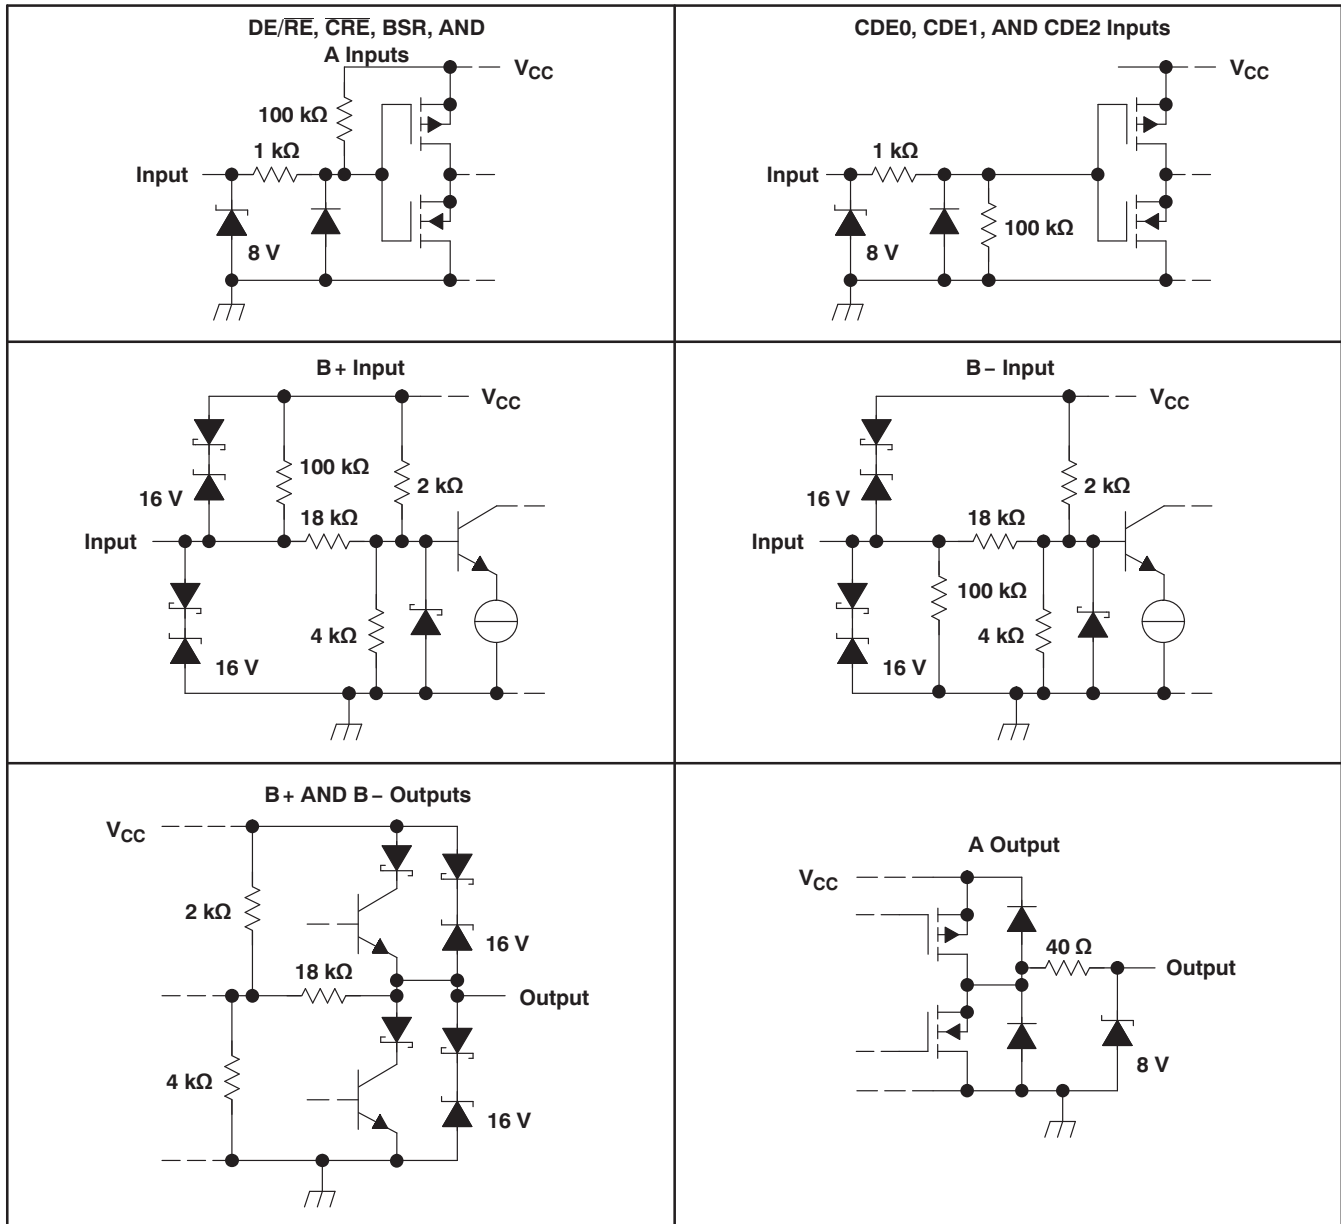 DE/RE, CRE, BSR, AND
A Inputs
VCC
100 kΩ
1 kΩ
Input
8 V
CDE0, CDE1, AND CDE2 Inputs
VCC
1 kΩ
Input
100 kΩ
8 V
B+ Input
VCC
100 kΩ
2 kΩ
16 V
18 kΩ
Input
4 kΩ
16 V
B− Input
VCC
2 kΩ
16 V
18 kΩ
Input
100 kΩ
4 kΩ
16 V
B+ AND B− Outputs
VCC
2 kΩ
16 V
18 kΩ
Output
4 kΩ
16 V
A Output
VCC
40 Ω
Output
8 V